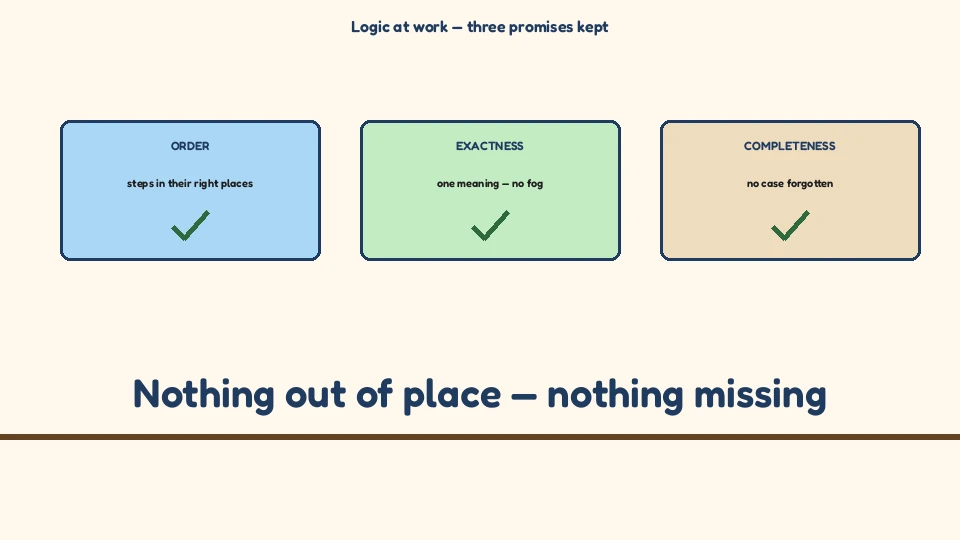 Logic at work — three promises kept
ORDER
steps in their right places
EXACTNESS
one meaning — no fog
COMPLETENESS
no case forgotten
Nothing out of place — nothing missing